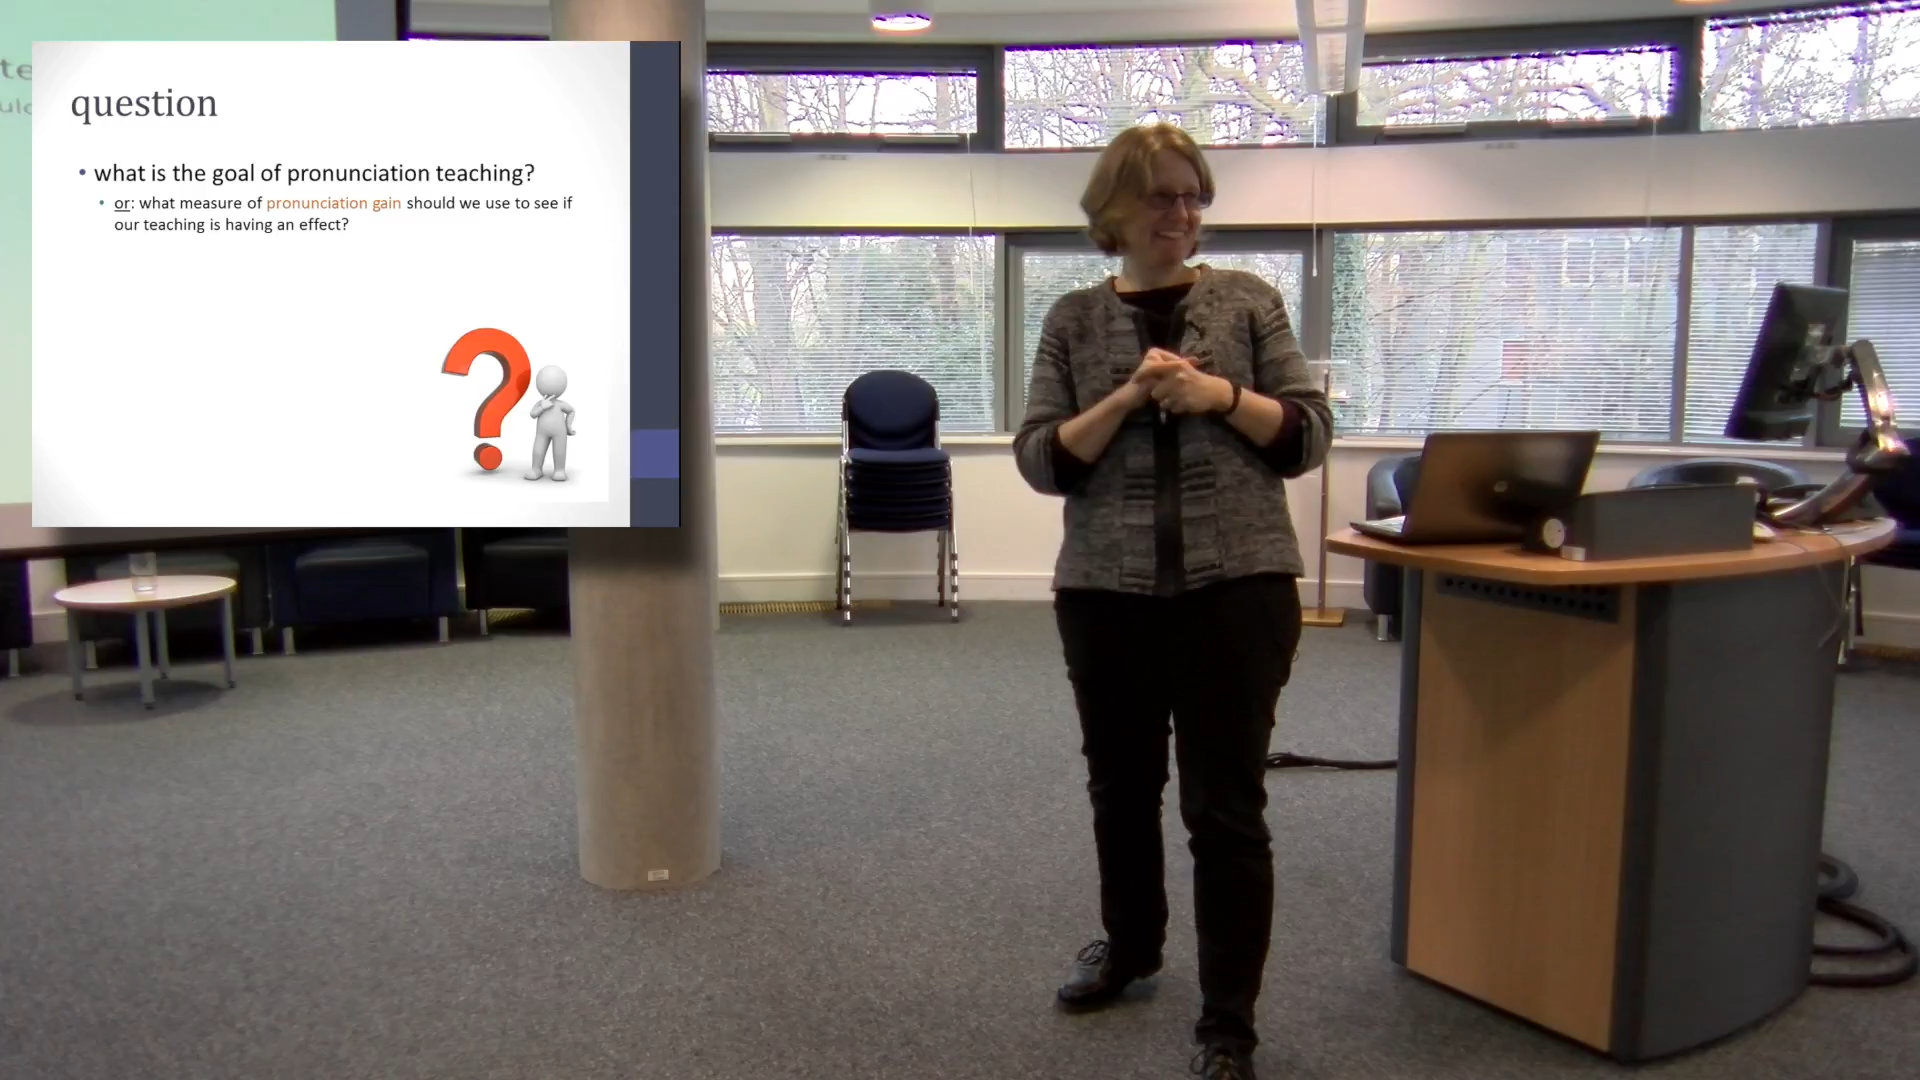 question
• what is the goal of pronunciation teaching?
• or: what measure of pronunciation gain should we use to see if
our teaching is having an effect?